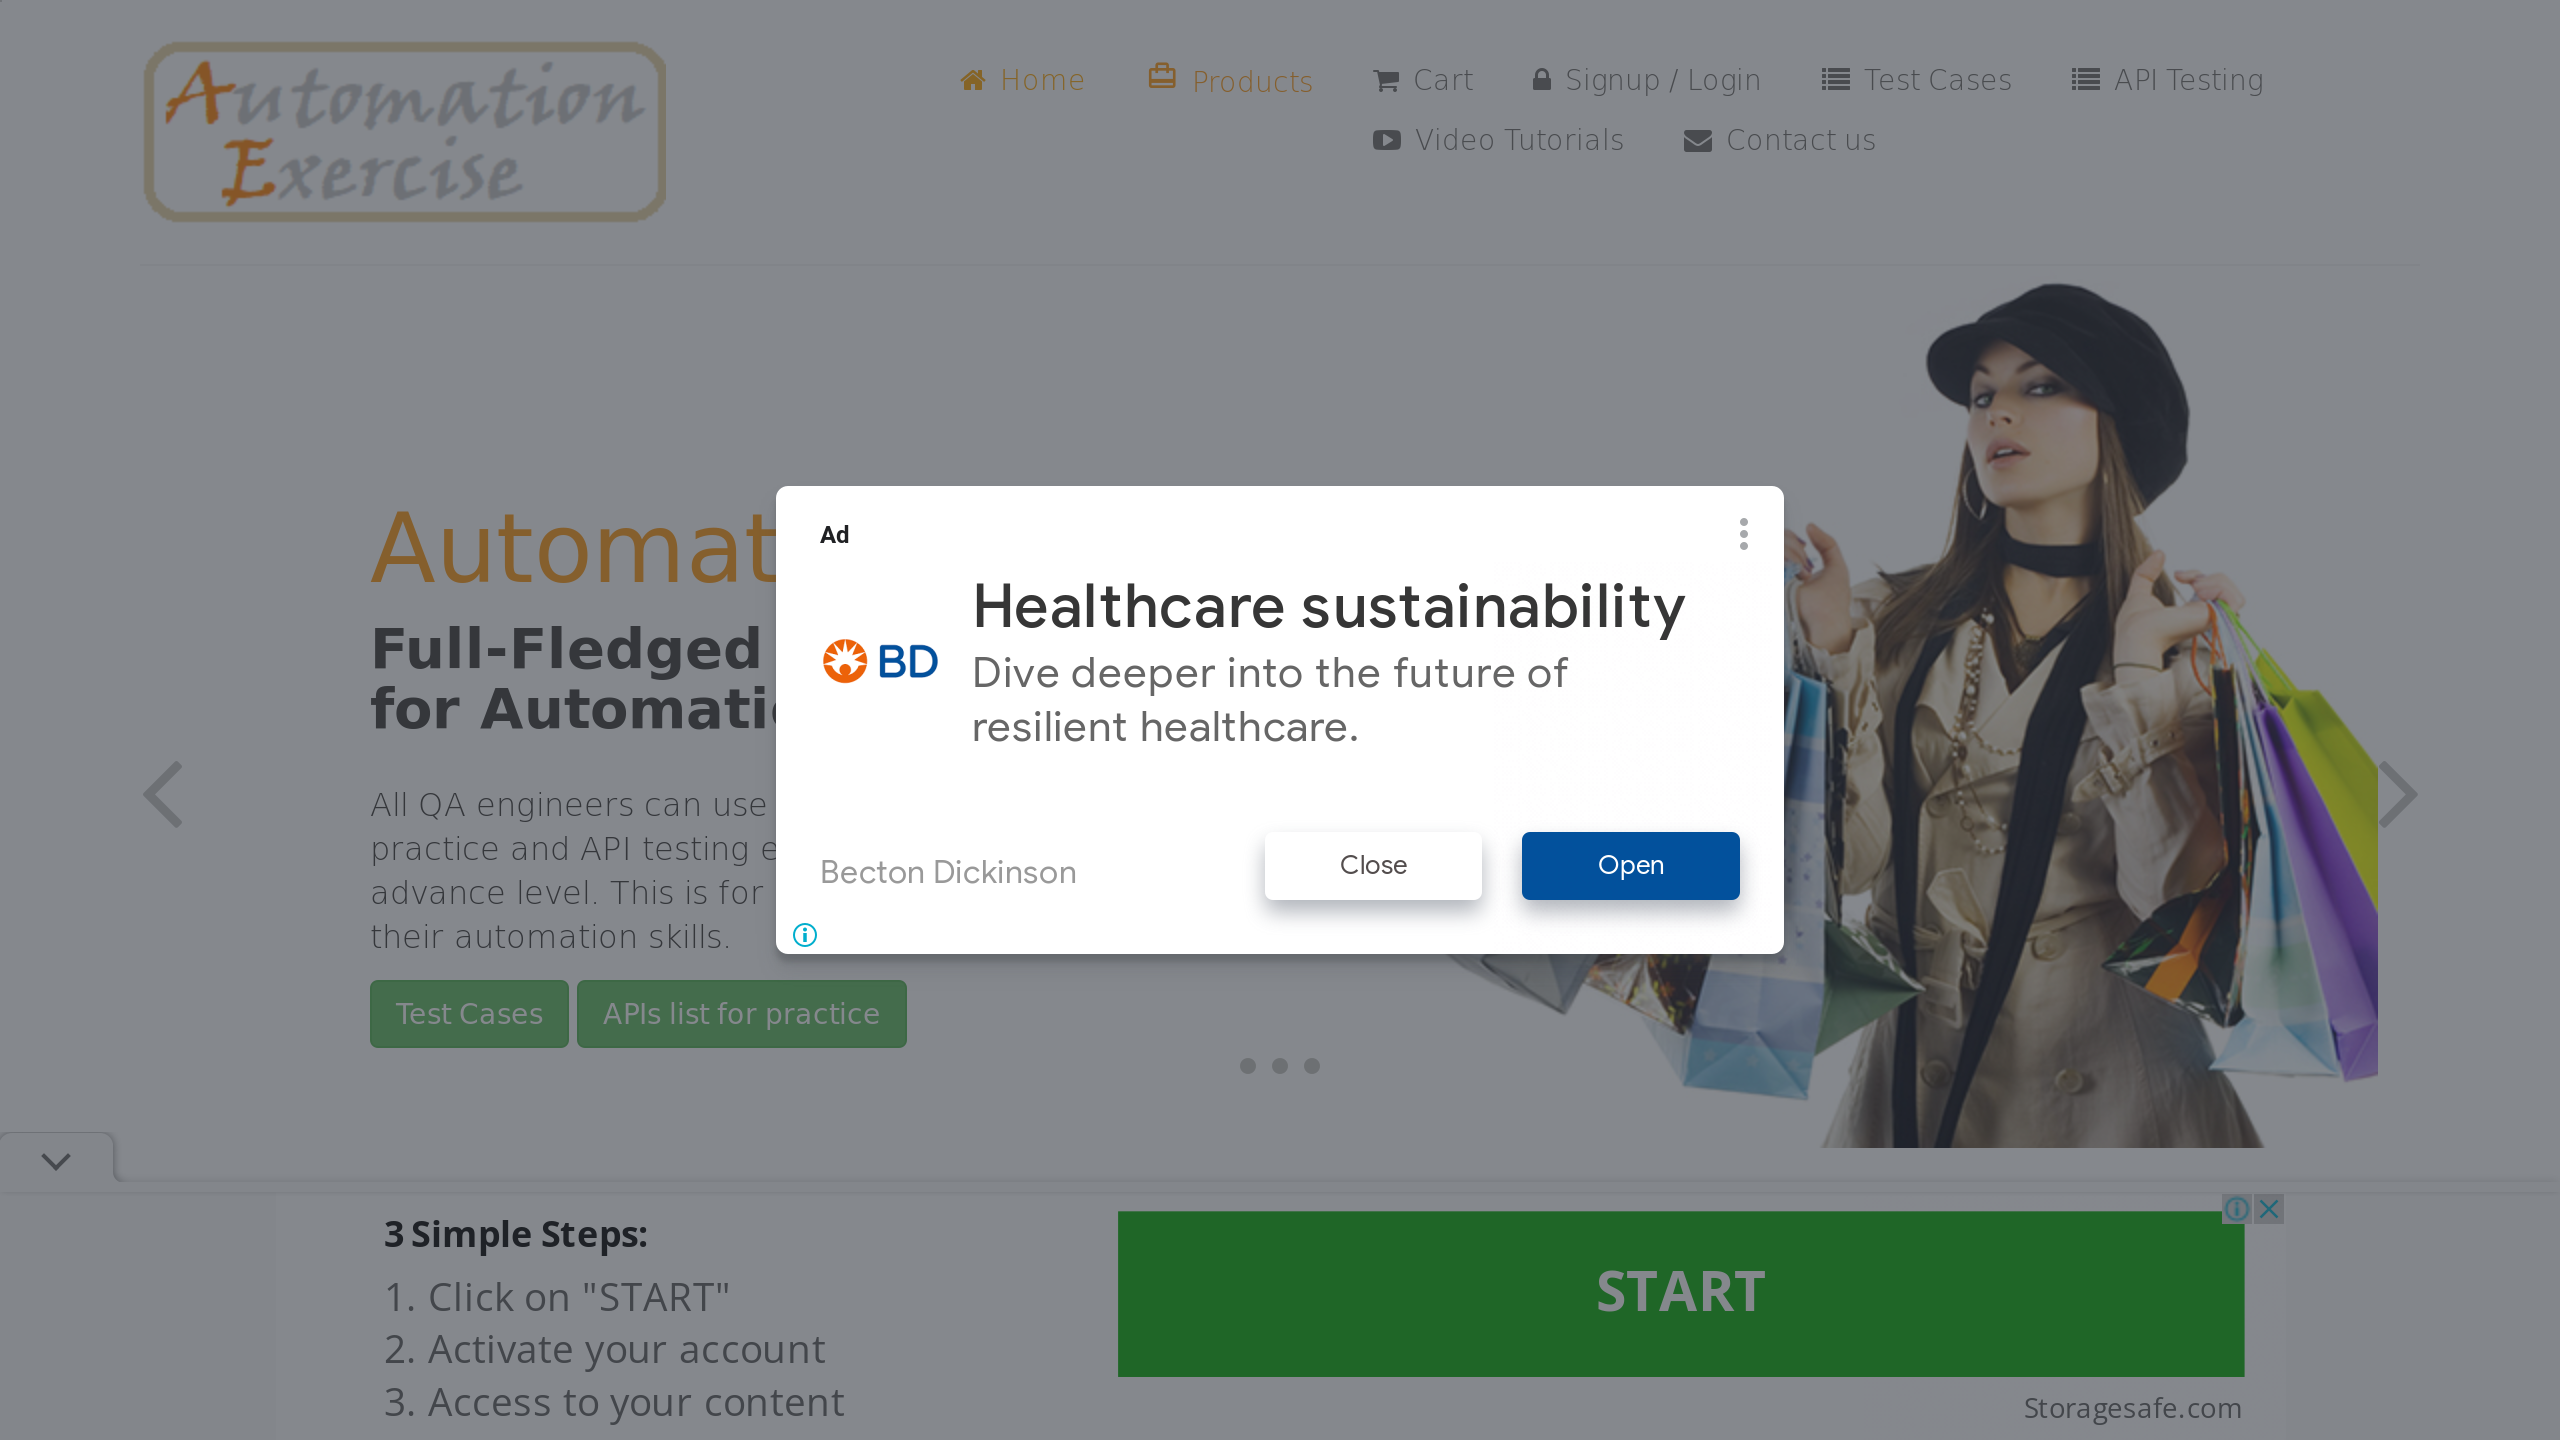 Automation
Exercise
Home
Products
Cart
Signup / Login
Test Cases
API Testing
Video Tutorials
Contact us
Automat
Full-Fledged
for Automati
All QA engineers can use
practice and API testing e
advance level. This is for
their automation skills.
Test Cases
APIs list for practice
Ad
Healthcare sustainability
BD
Dive deeper into the future of
resilient healthcare.
Becton Dickinson
Close
Open
3 Simple Steps:
1. Click on "START"
2. Activate your account
3. Access to your content
START
Storagesafe.com